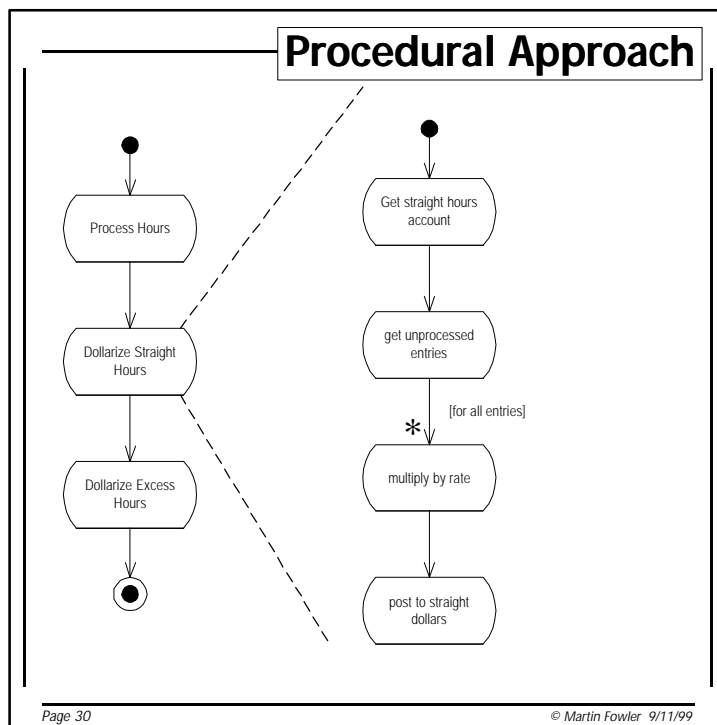 Procedural Approach
Process Hours
Dollarize Straight
Hours
Dollarize Excess
Hours
Get straight hours
account
get unprocessed
entries
[for all entries]
*
multiply by rate
post to straight
dollars
Page 30
© Martin Fowler 9/11/99